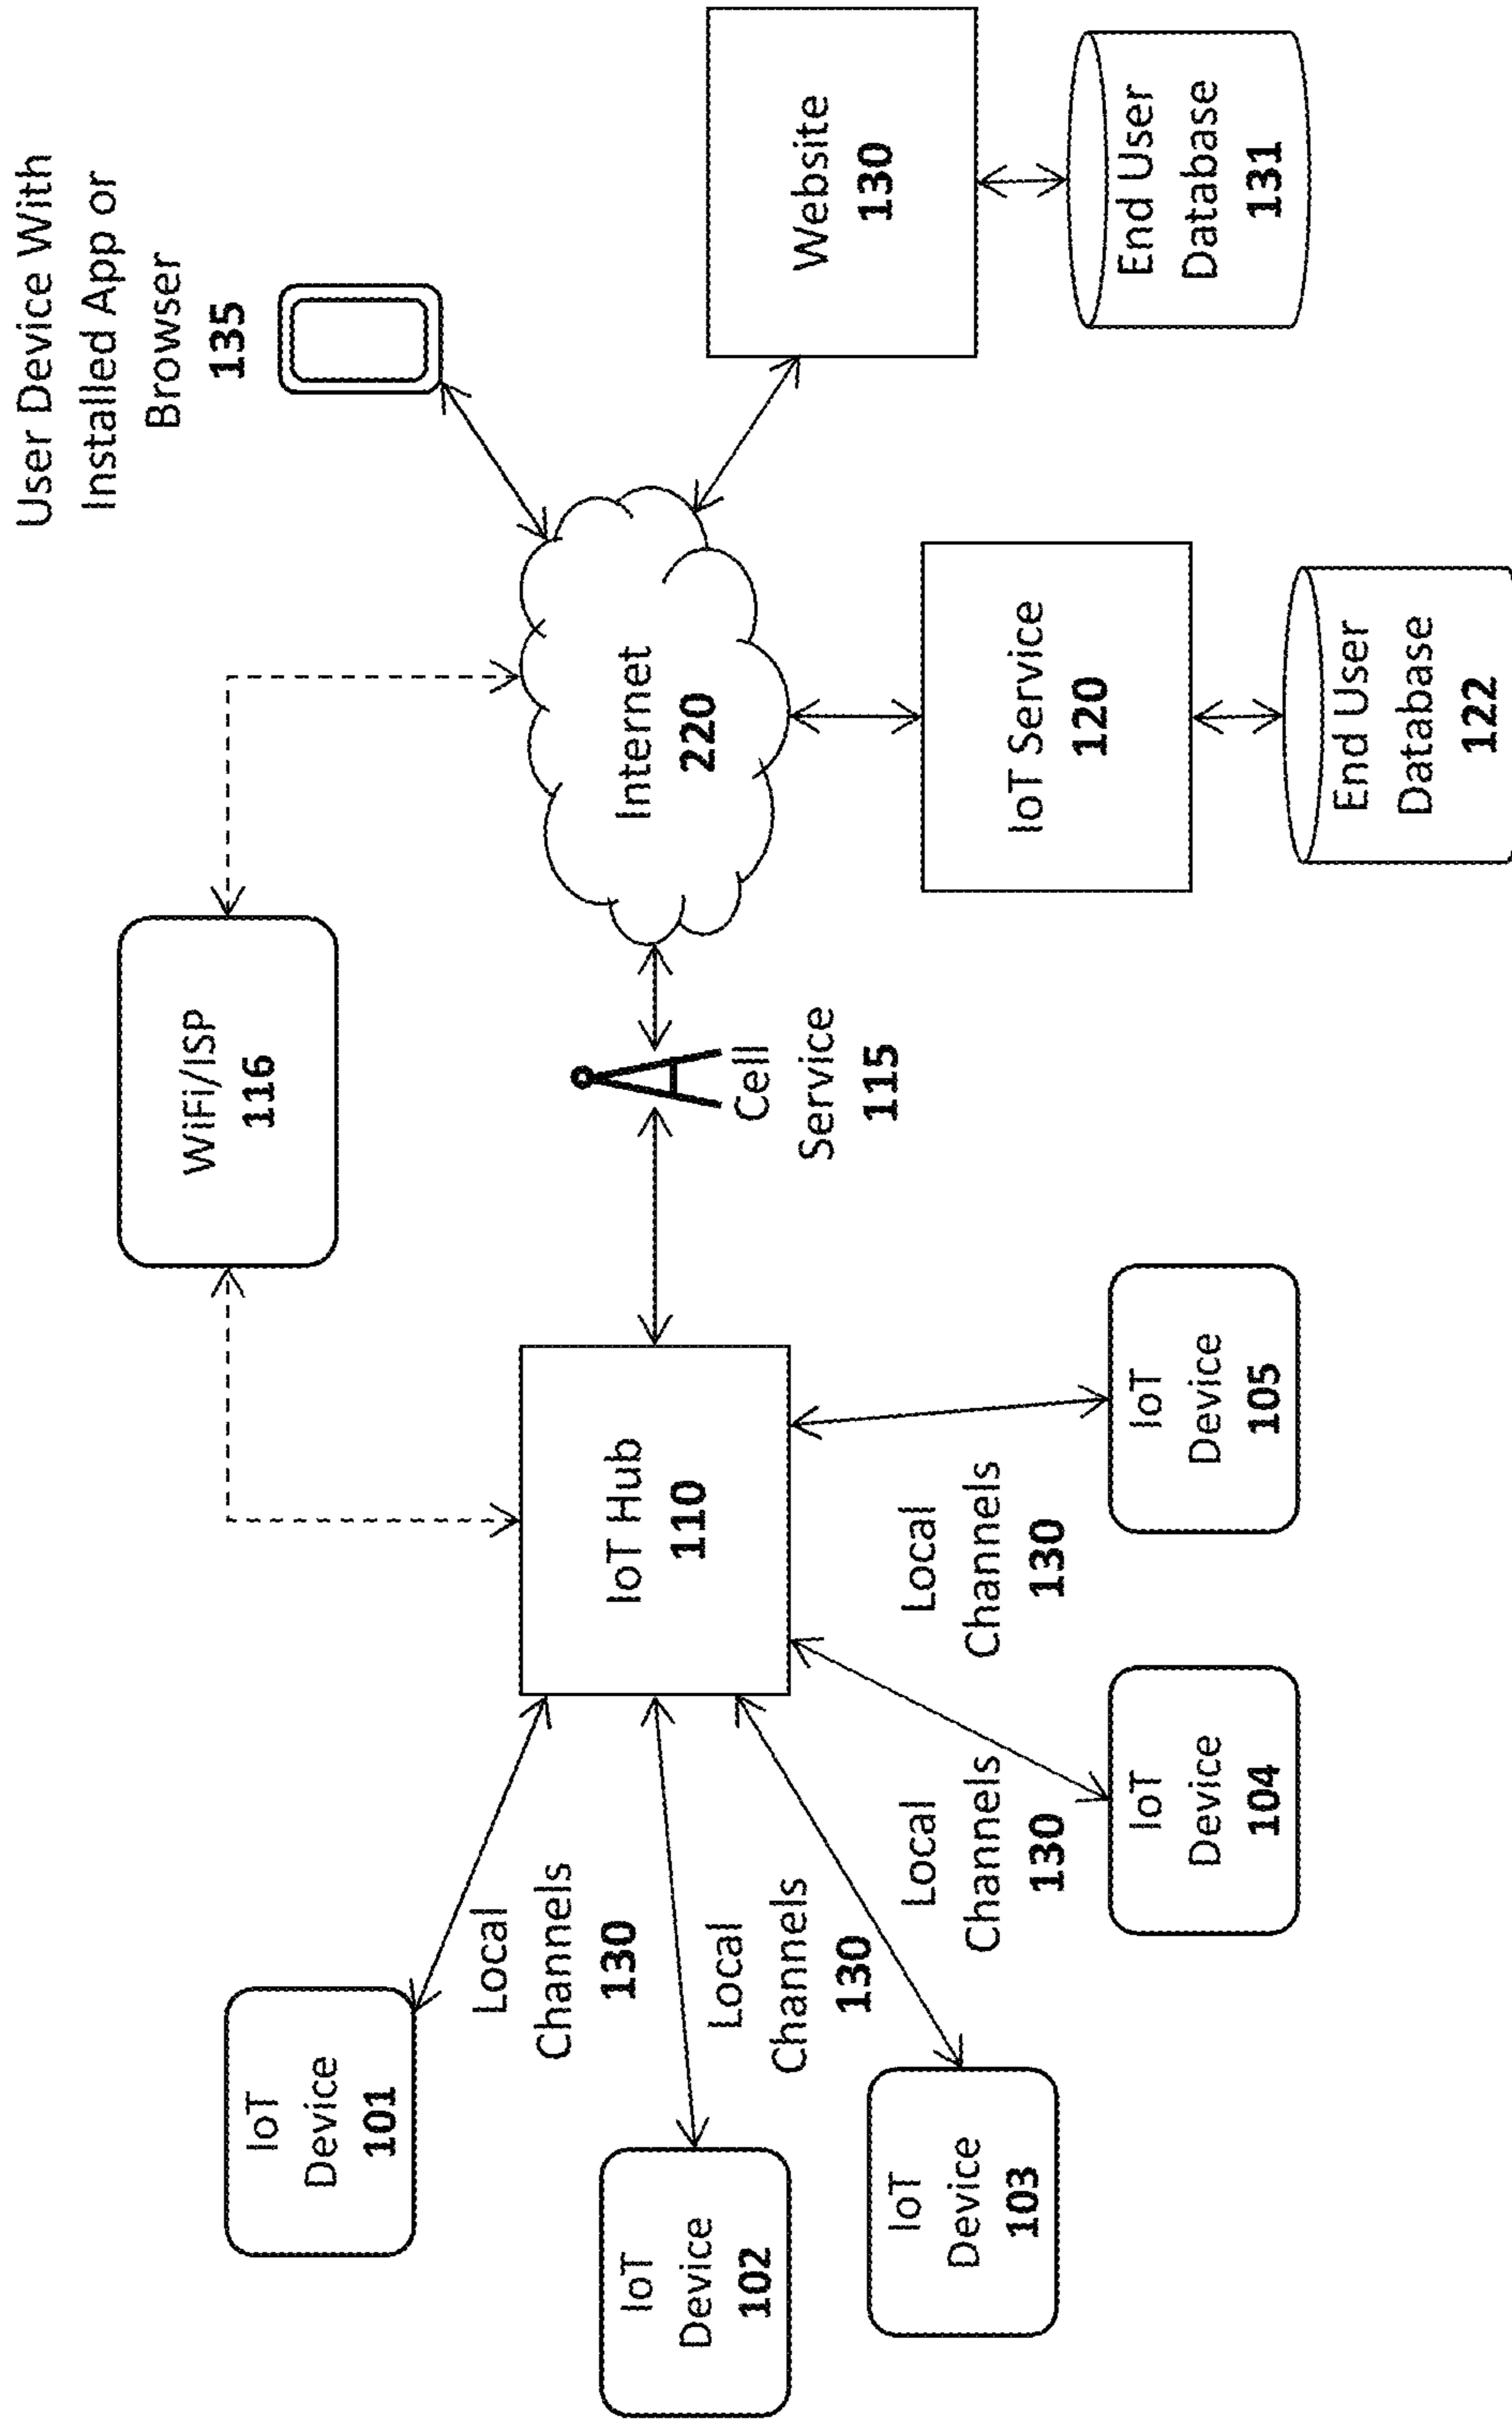 User Device With
Installed App or
Browser
135
WiFi/ISP
116
IoT
Device
101
Local
Channels
130
IoT Hub
110
Cell
Service
115
Internet
220
Website
130
End User
Database
131
IoT
Device
102
Local
Channels
130
IoT
Device
103
Local
Channels
130
IoT
Device
104
Local
Channels
130
IoT
Device
105
IoT Service
120
End User
Database
122